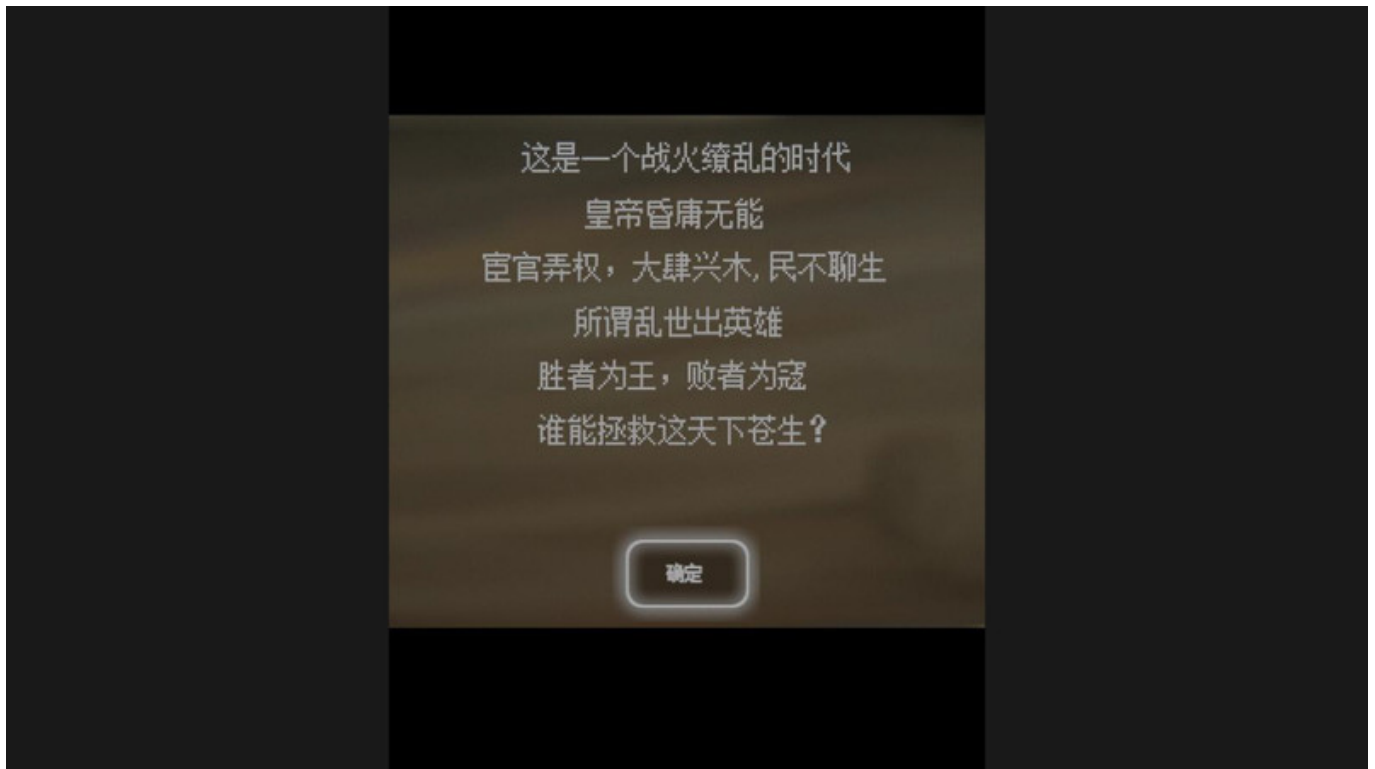 这是一个战火缭乱的时代
皇帝昏庸无能
宦官弄权，大肆兴木,民不聊生
所谓乱世出英雄
胜者为王，败者为寇
谁能拯救这天下苍生？
确定